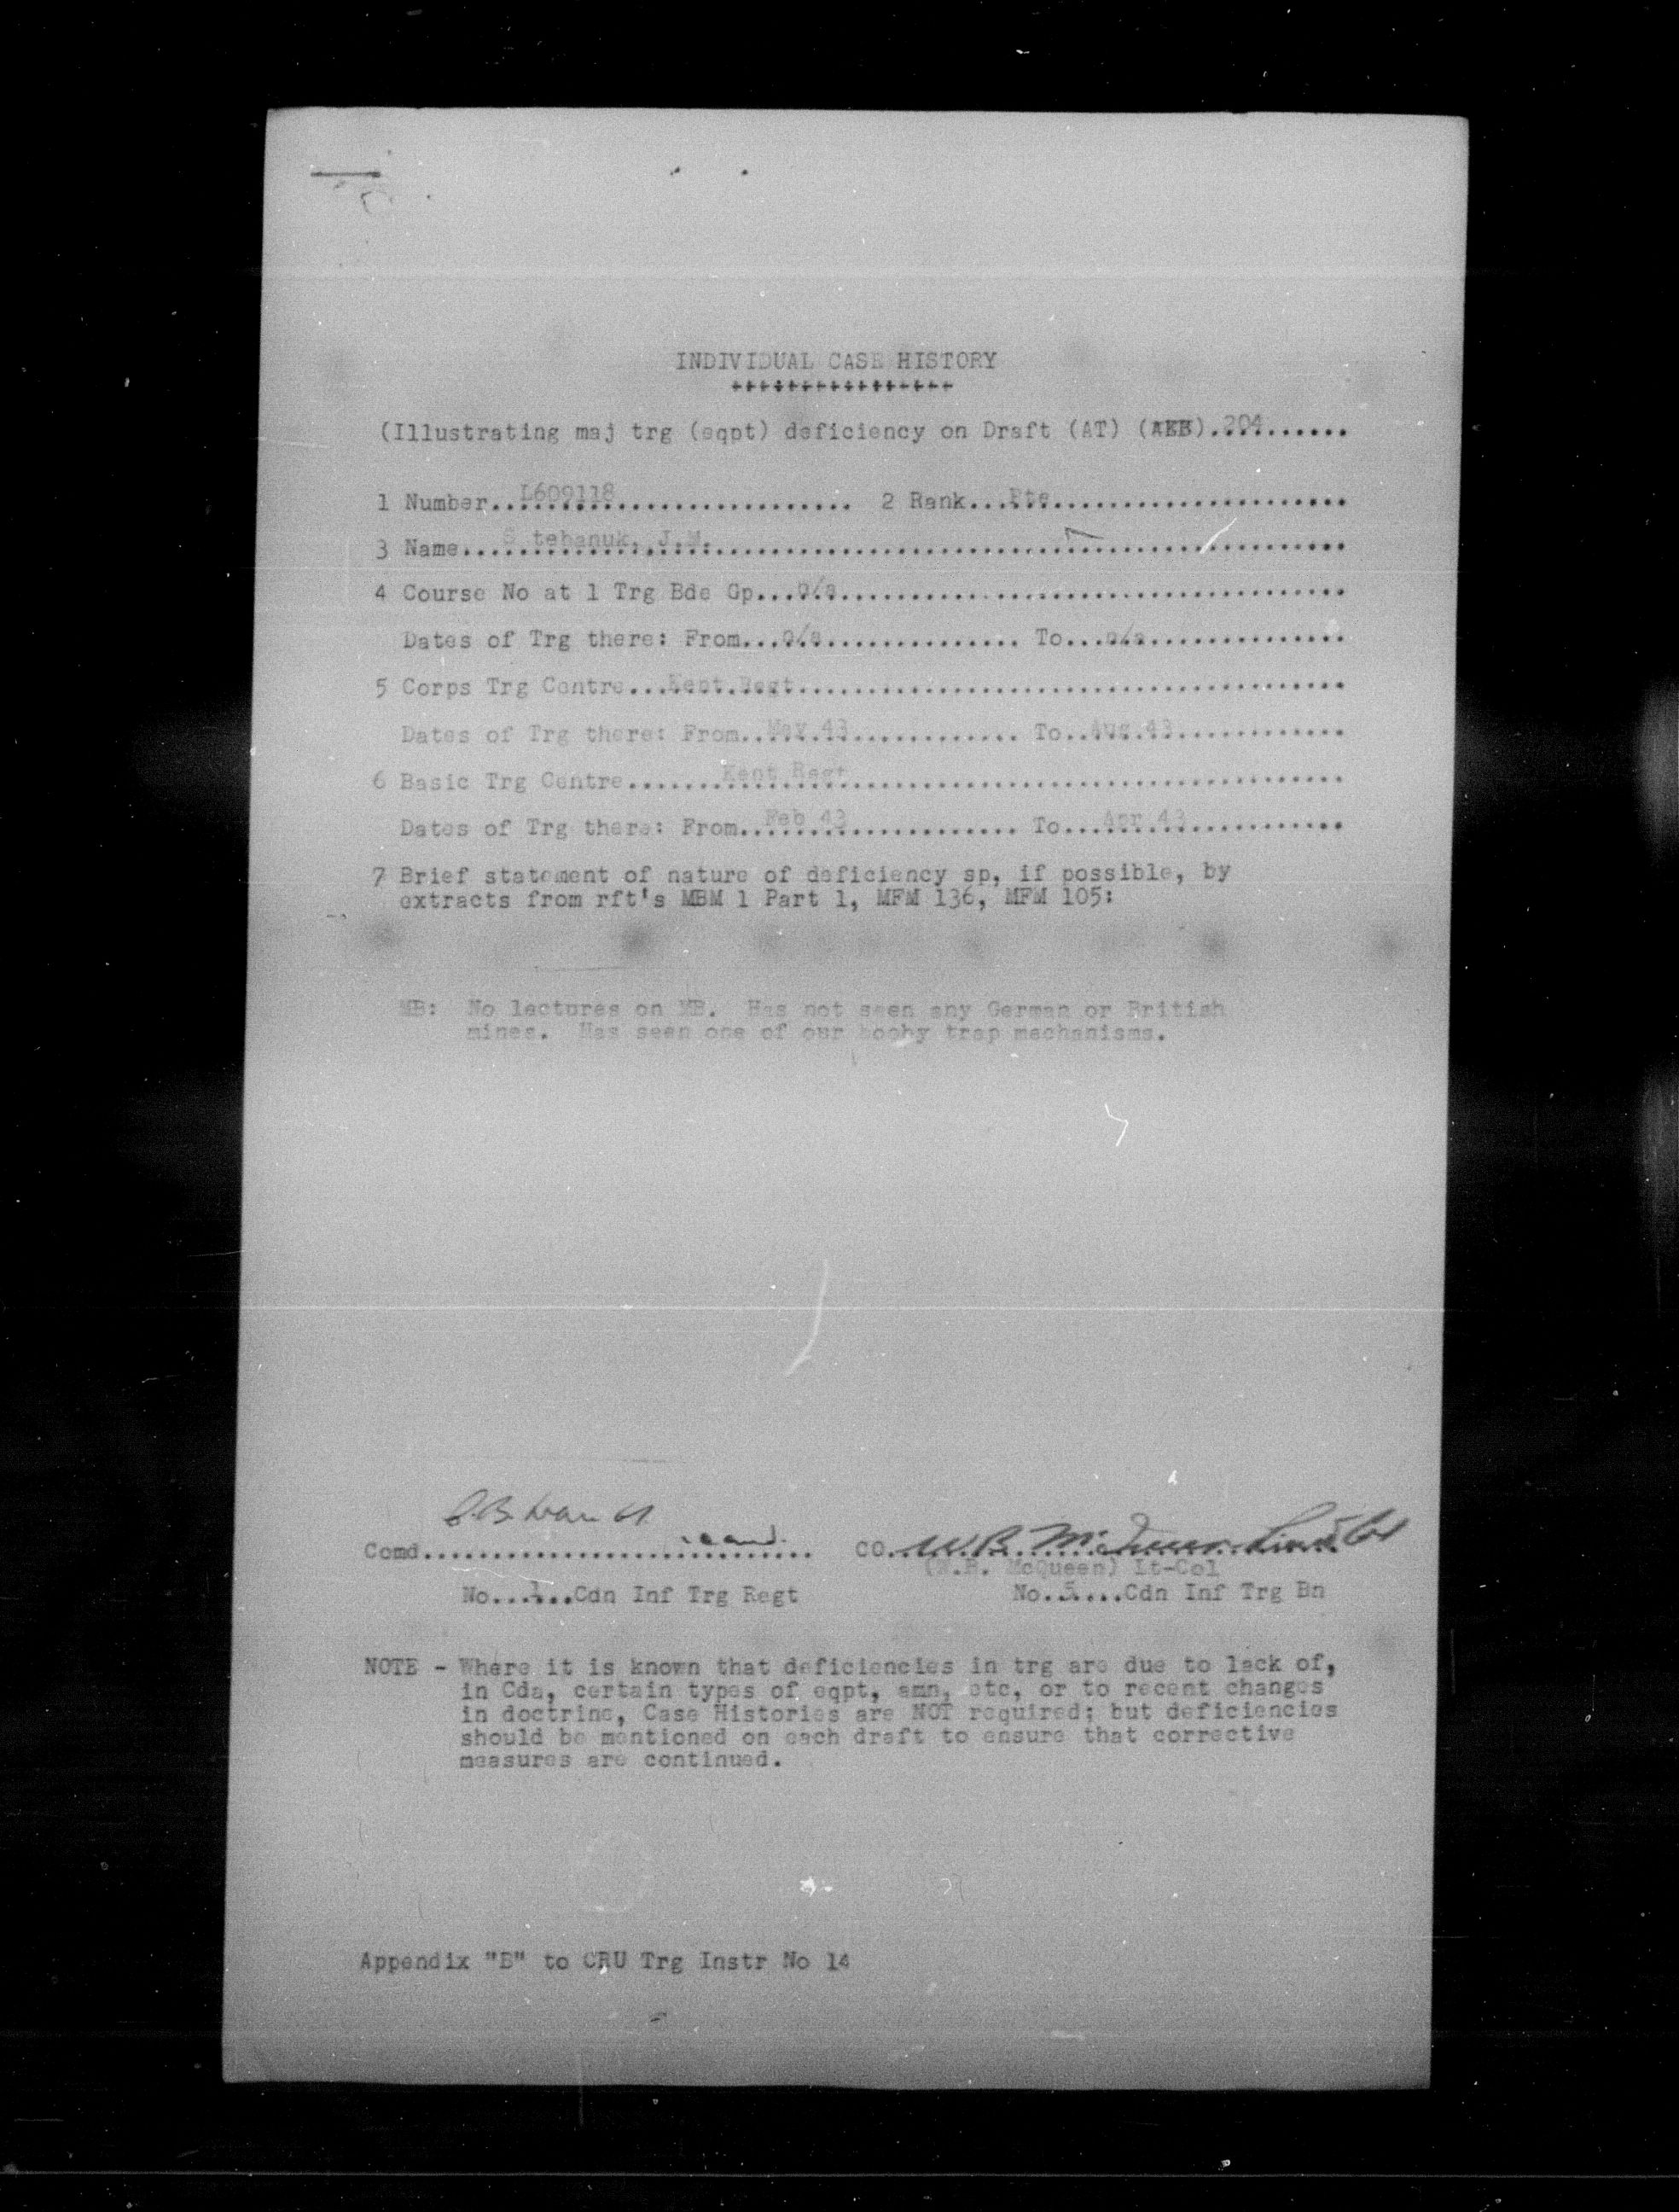 INDIVIDUAL CASE HISTORY
++++++++++++++++
(Illustrating maj trg (eqpt) deficiency on Draft (AT) (AEB)..204.......
1 Number...L609118.......................... 2 Rank...Pte.....................
3 Name....S tebanuk, J.M..............................................................
4 Course No at 1 Trg Bde Gp...n/a....................................
Dates of Trg there: From...n/a................ To...n/a..............
5 Corps Trg Centre...Kent Regt.......................................
Dates of Trg there: From..May 43............ To..Aug 43............
6 Basic Trg Centre.......Kent Regt...................................
Dates of Trg there: From..Feb 43............ To...Apr 43...........
7 Brief statement of nature of deficiency sp, if possible, by
extracts from rft's MBM 1 Part 1, MFM 136, MFM 105:
MB: No lectures on MB. Has not seen any German or British
mines. Has seen one of our booby trap mechanisms.
Comd............................ CO................................
(W.B. McQueen) Lt-Col
No...1...Cdn Inf Trg Regt No..5....Cdn Inf Trg Bn
NOTE - Where it is known that deficiencies in trg are due to lack of,
in Cda, certain types of eqpt, amn, etc, or to recent changes
in doctrine, Case Histories are NOT required; but deficiencies
should be mentioned on each draft to ensure that corrective
measures are continued.
Appendix "B" to CRU Trg Instr No 14